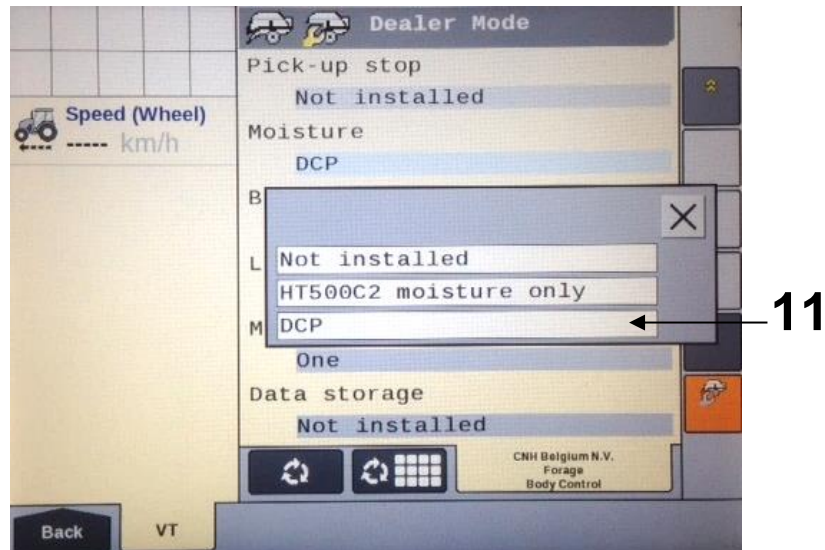 Dealer Mode
Pick-up stop
Not installed
Speed (Wheel)
----- km/h
Moisture
DCP
B
Not installed
L
HT500C2 moisture only
M
DCP
11
One
Data storage
Not installed
CNH Belgium N.V.
Forage
Body Control
Back
VT